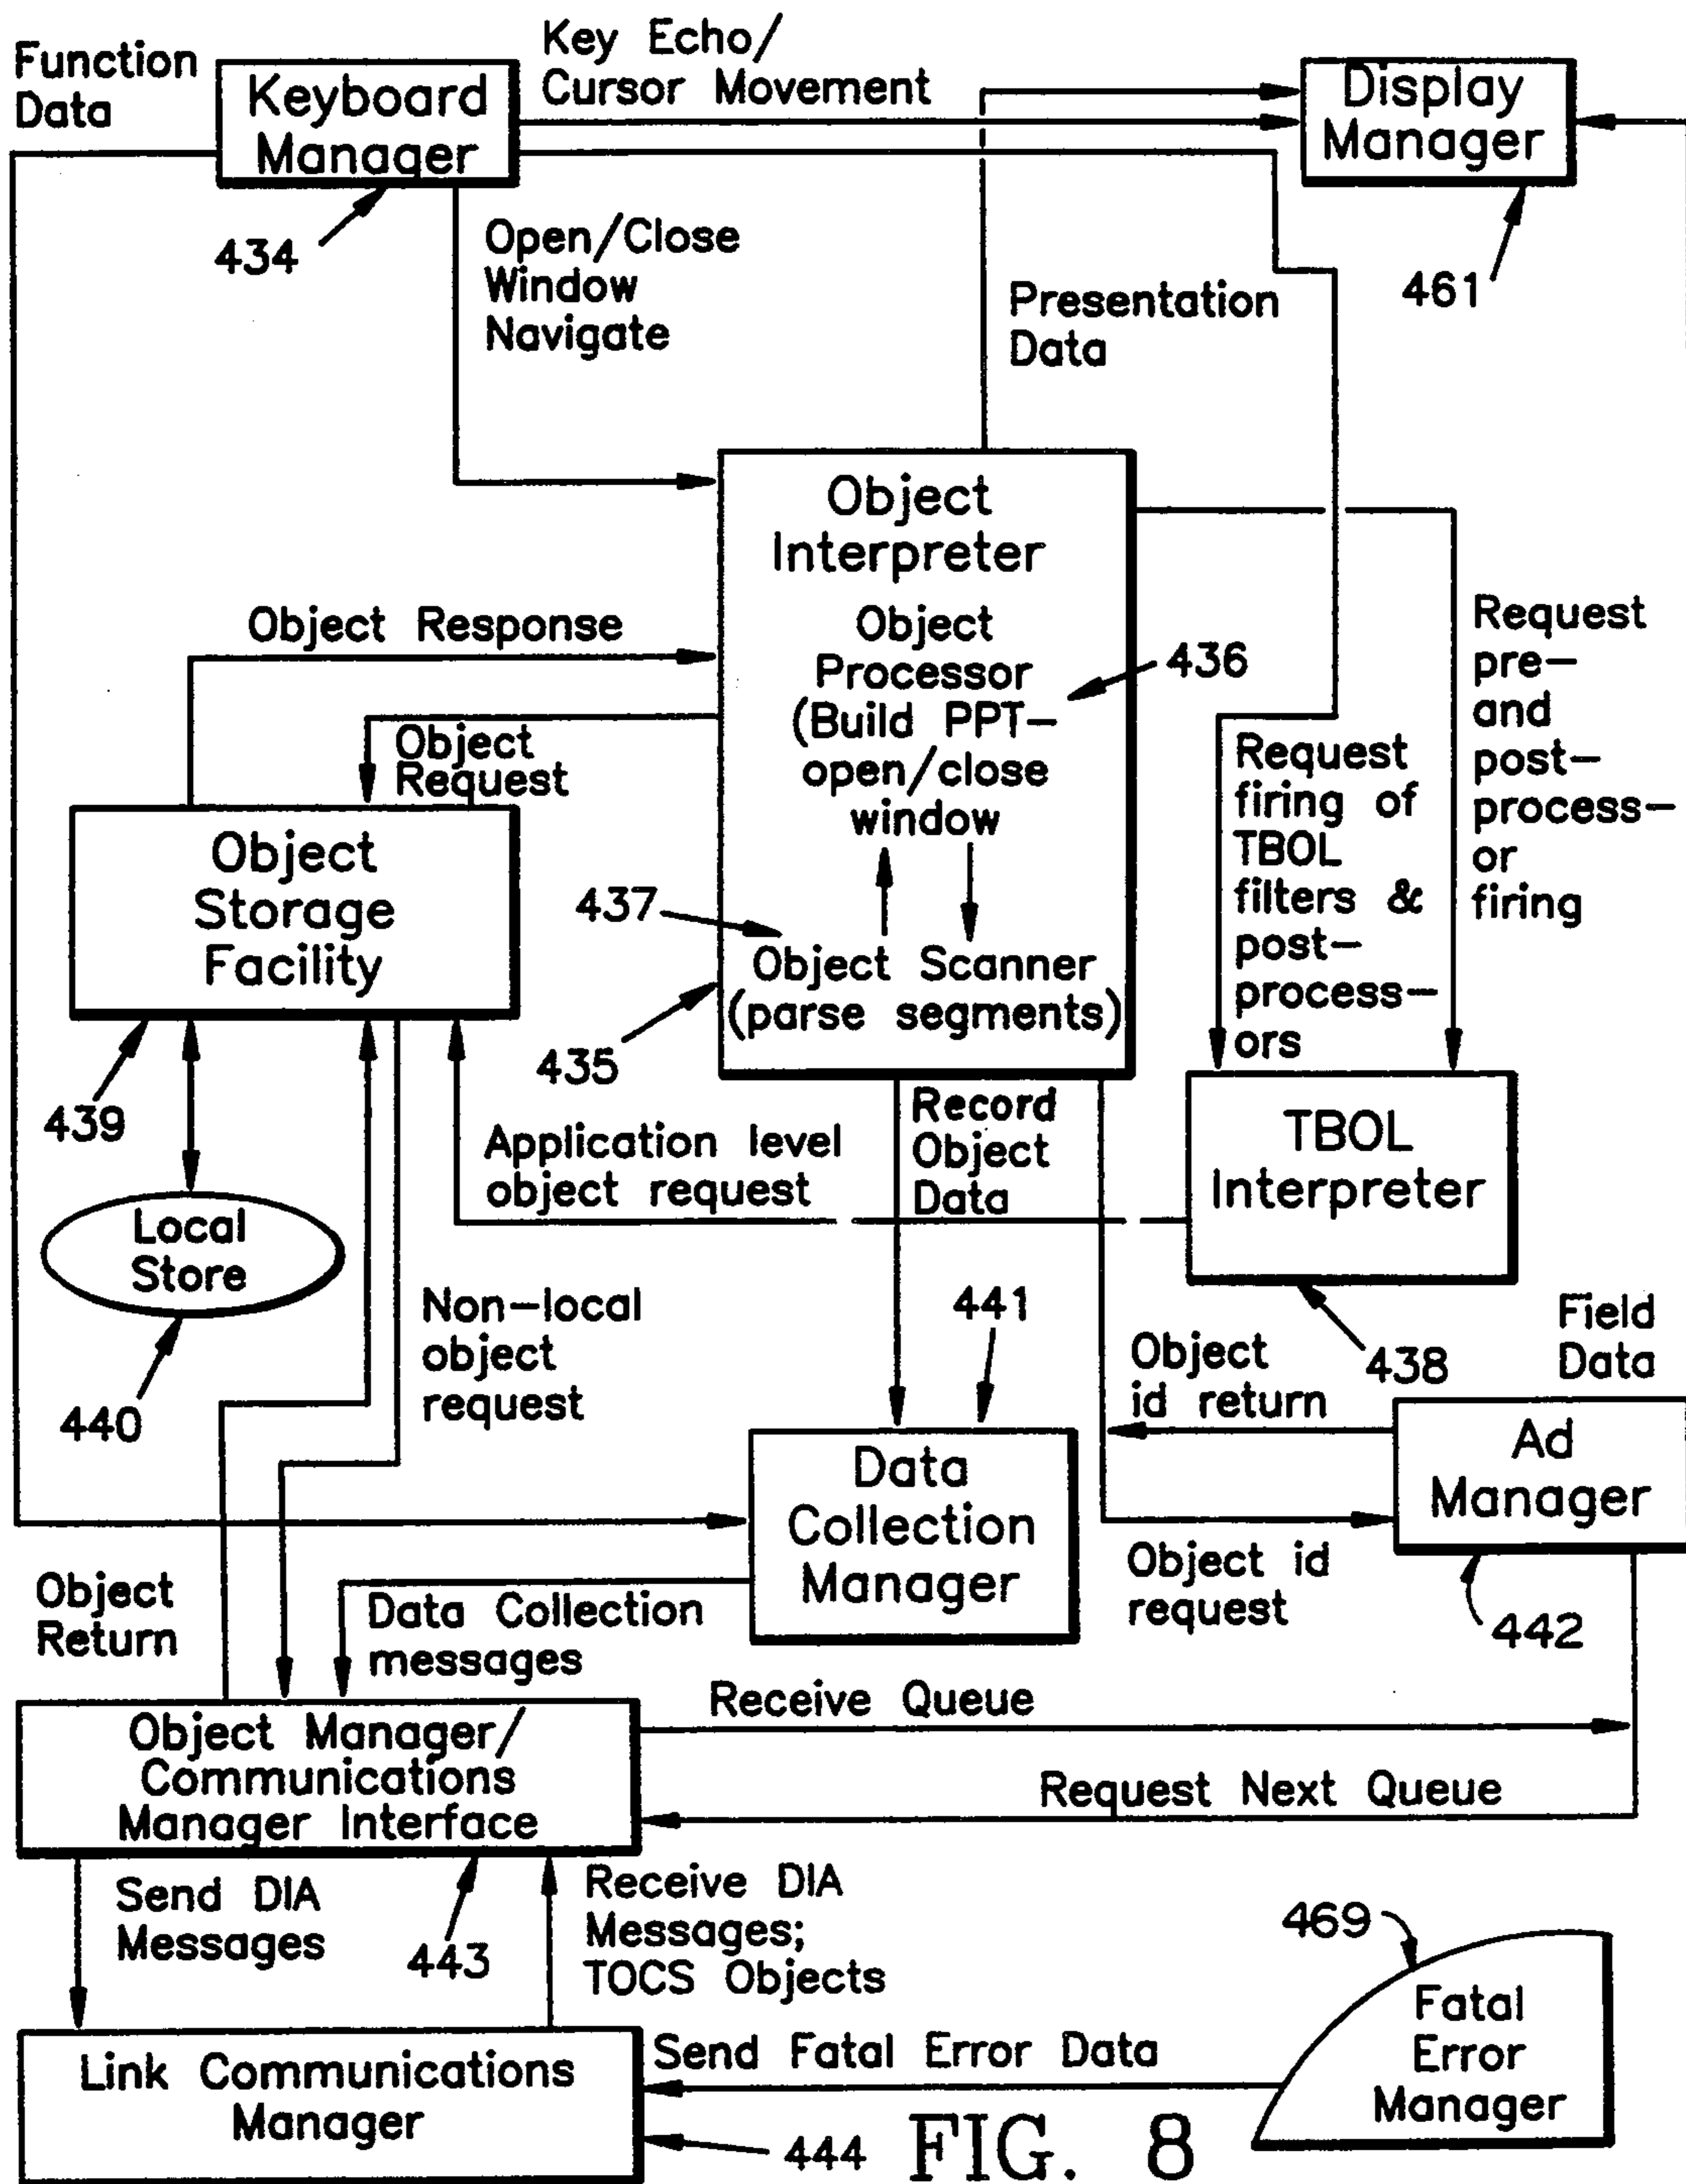 Function
Data
Keyboard
Manager
Key Echo/
Cursor Movement
Display
Manager
434
Open/Close
Window
Navigate
Presentation
Data
461
Object
Interpreter
Object
Processor
(Build PPT-
open/close
window
436
Object Response
Object
Request
Request
pre-
and
post-
process-
or
firing
Request
firing of
TBOL
filters &
post-
process-
ors
Object
Storage
Facility
437
Object Scanner
(parse segments)
435
439
Application level
object request
Record
Object
Data
TBOL
Interpreter
Local
Store
440
Non-local
object
request
441
438
Field
Data
Object
id return
Ad
Manager
Data
Collection
Manager
Object id
request
442
Object
Return
Data Collection
messages
Receive Queue
Object Manager/
Communications
Manager Interface
Request Next Queue
Send DIA
Messages
443
Receive DIA
Messages;
TOCS Objects
469
Fatal
Error
Manager
Link Communications
Manager
Send Fatal Error Data
444
FIG. 8